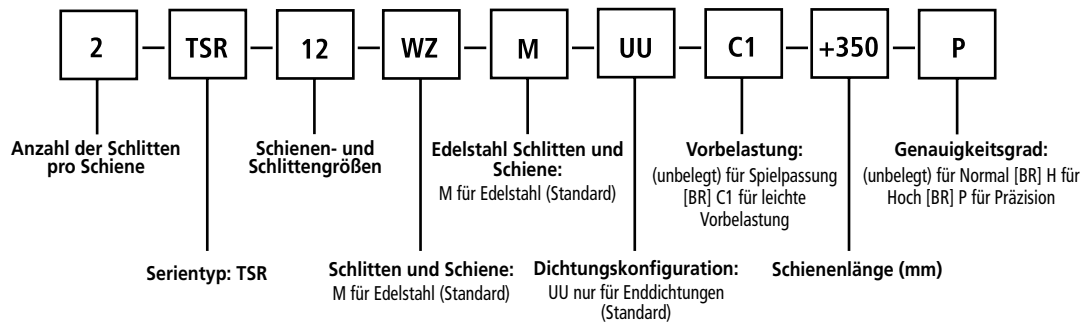 2 – TSR – 12 – WZ – M – UU – C1 – +350 – P
Anzahl der Schlitten
pro Schiene
Schienen- und
Schlittengrößen
Edelstahl Schlitten und
Schiene:
M für Edelstahl (Standard)
Vorbelastung:
(unbelegt) für Spielpassung
[BR] C1 für leichte
Vorbelastung
Genauigkeitsgrad:
(unbelegt) für Normal [BR] H für
Hoch [BR] P für Präzision
Serientyp: TSR
Schlitten und Schiene:
M für Edelstahl (Standard)
Dichtungskonfiguration:
UU nur für Enddichtungen
(Standard)
Schienenlänge (mm)